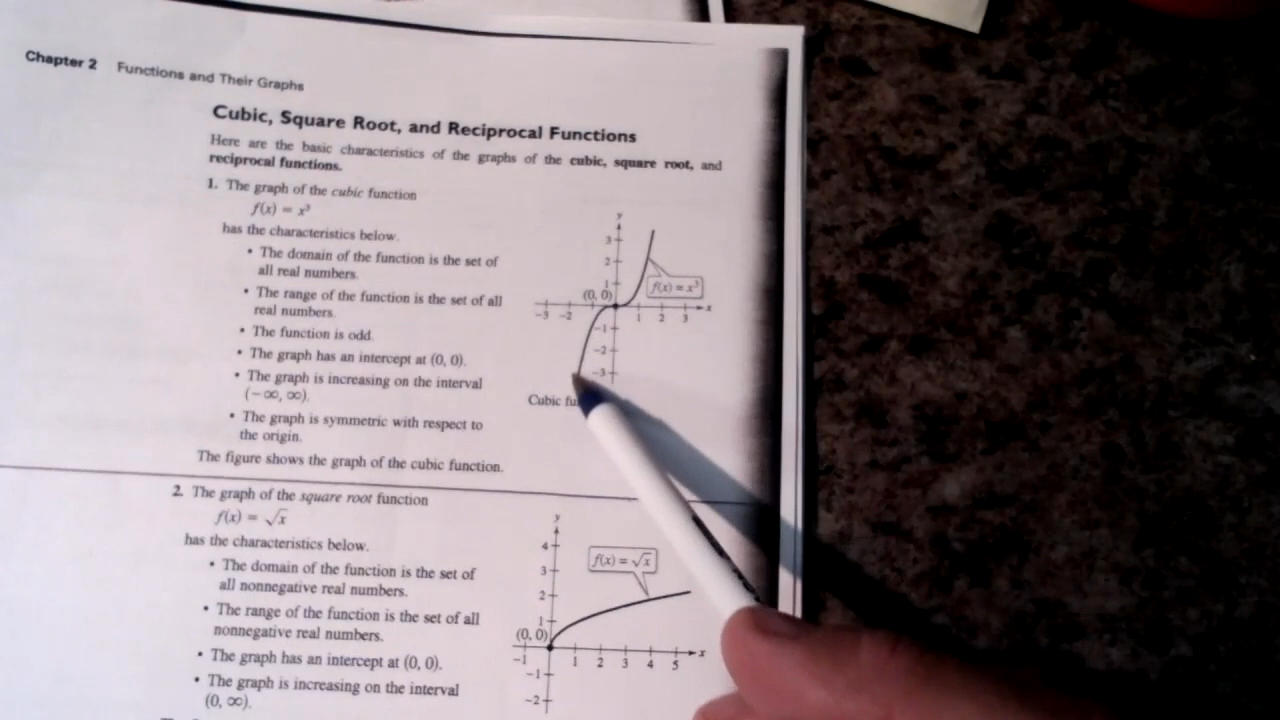 Chapter 2 Functions and Their Graphs
Cubic, Square Root, and Reciprocal Functions
Here are the basic characteristics of the graphs of the cubic, square root, and
reciprocal functions.
1. The graph of the cubic function
f(x) = x³
has the characteristics below.
• The domain of the function is the set of
all real numbers.
• The range of the function is the set of all
real numbers.
• The function is odd.
• The graph has an intercept at (0, 0).
• The graph is increasing on the interval
(−∞, ∞).
• The graph is symmetric with respect to
the origin.
The figure shows the graph of the cubic function.
y
3
2
1
(0, 0)
f(x) = x³
−3 −2 1 2 3 x
−1
−2
−3
Cubic
2. The graph of the square root function
f(x) = √x
has the characteristics below.
• The domain of the function is the set of
all nonnegative real numbers.
• The range of the function is the set of all
nonnegative real numbers.
• The graph has an intercept at (0, 0).
• The graph is increasing on the interval
(0, ∞).
y
4
3
2
1
f(x) = √x
(0, 0)
−1 1 2 3 4 5 x
−1
−2